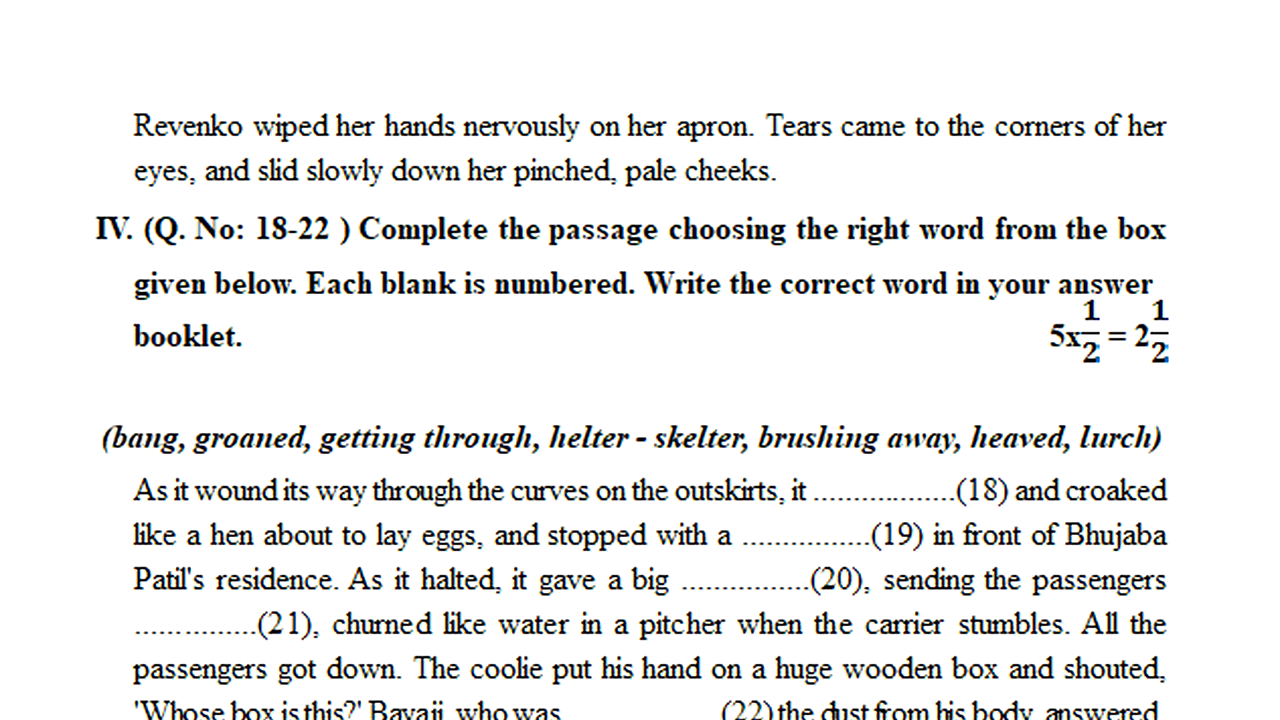 Revenko wiped her hands nervously on her apron. Tears came to the corners of her
eyes, and slid slowly down her pinched, pale cheeks.
IV. (Q. No: 18-22 ) Complete the passage choosing the right word from the box
given below. Each blank is numbered. Write the correct word in your answer
booklet. 5x1/2 = 2 1/2
(bang, groaned, getting through, helter - skelter, brushing away, heaved, lurch)
As it wound its way through the curves on the outskirts, it ..................(18) and croaked
like a hen about to lay eggs, and stopped with a ................(19) in front of Bhujaba
Patil's residence. As it halted, it gave a big ................(20), sending the passengers
...............(21), churned like water in a pitcher when the carrier stumbles. All the
passengers got down. The coolie put his hand on a huge wooden box and shouted,
'Whose box is this?' Bavaji, who was ____________(22) the dust from his body, answered,